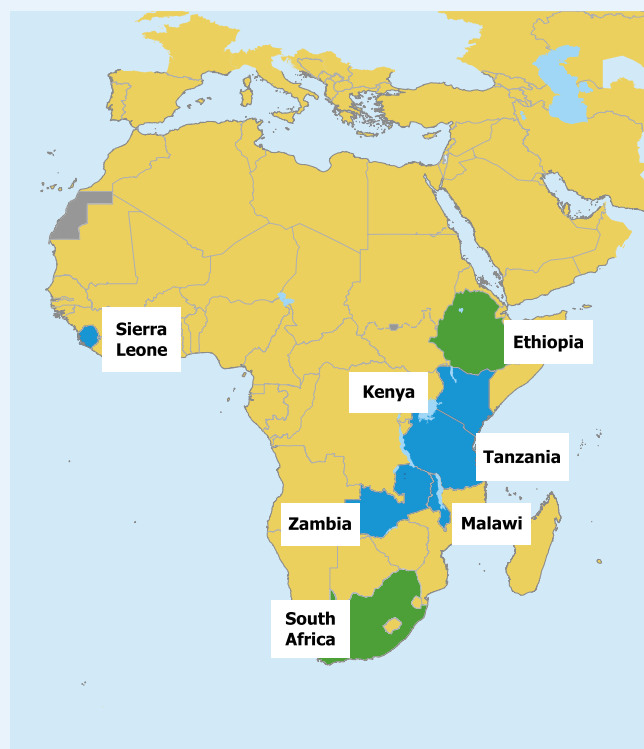 Sierra
Leone
Ethiopia
Kenya
Tanzania
Zambia
Malawi
South
Africa